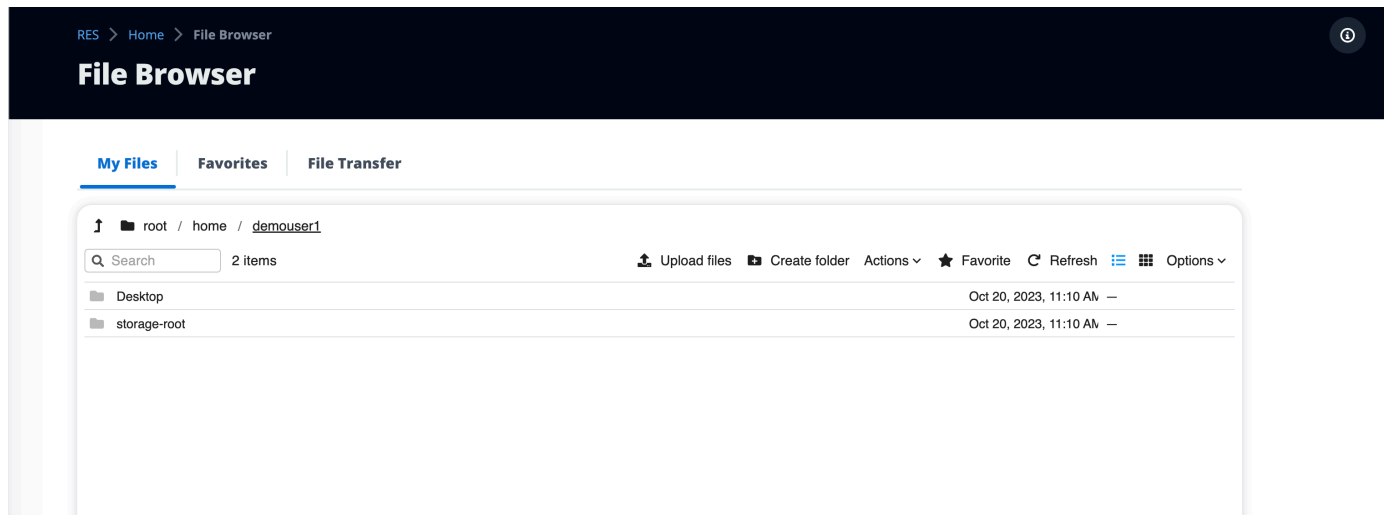 RES > Home > File Browser
File Browser
My Files Favorites File Transfer
root / home / demouser1
Search 2 items Upload files Create folder Actions Favorite Refresh Options
Desktop Oct 20, 2023, 11:10 AM —
storage-root Oct 20, 2023, 11:10 AM —